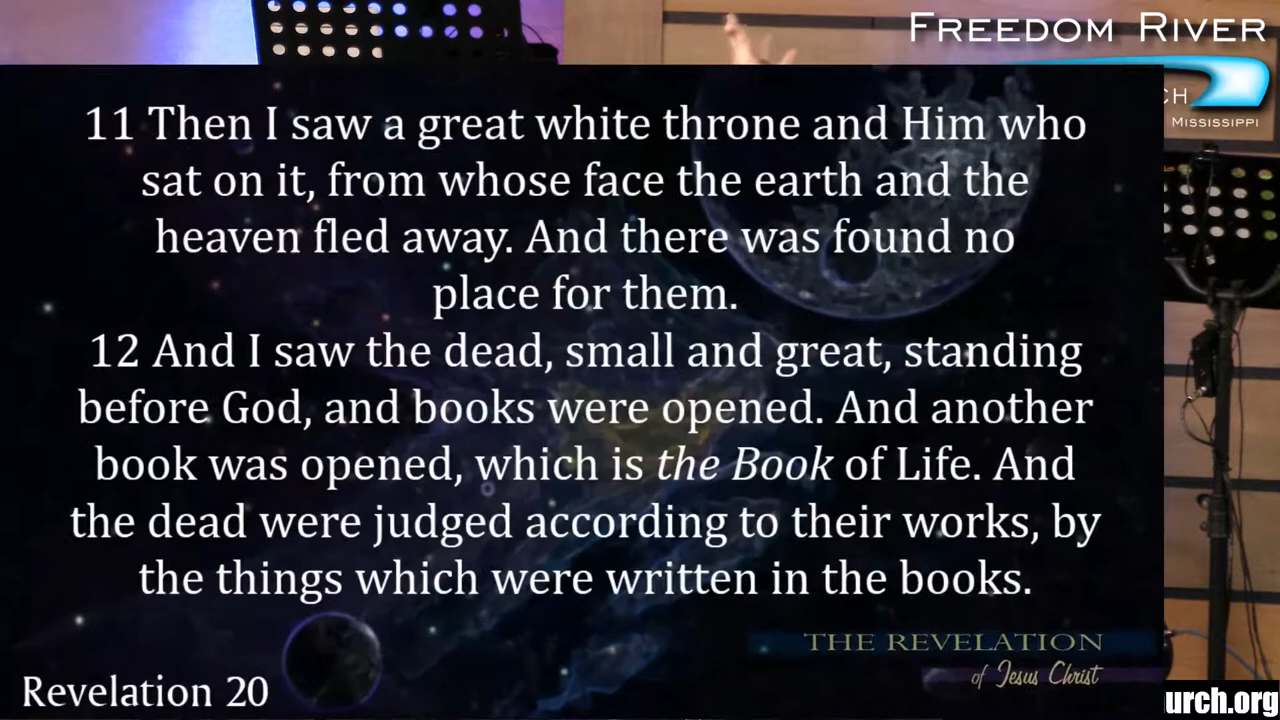 FREEDOM RIVER
CH
MISSISSIPPI
11 Then I saw a great white throne and Him who
sat on it, from whose face the earth and the
heaven fled away. And there was found no
place for them.
12 And I saw the dead, small and great, standing
before God, and books were opened. And another
book was opened, which is the Book of Life. And
the dead were judged according to their works, by
the things which were written in the books.
THE REVELATION
of Jesus Christ
Revelation 20
urch.org